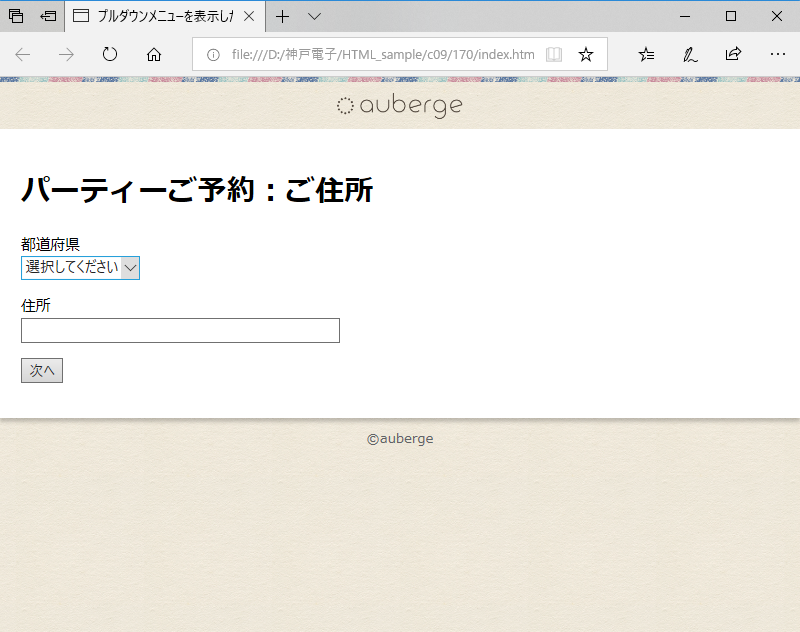 プルダウンメニューを表示した
file:///D:/神戸電子/HTML_sample/c09/170/index.htm
auberge
パーティーご予約：ご住所
都道府県
選択してください
住所
次へ
©auberge